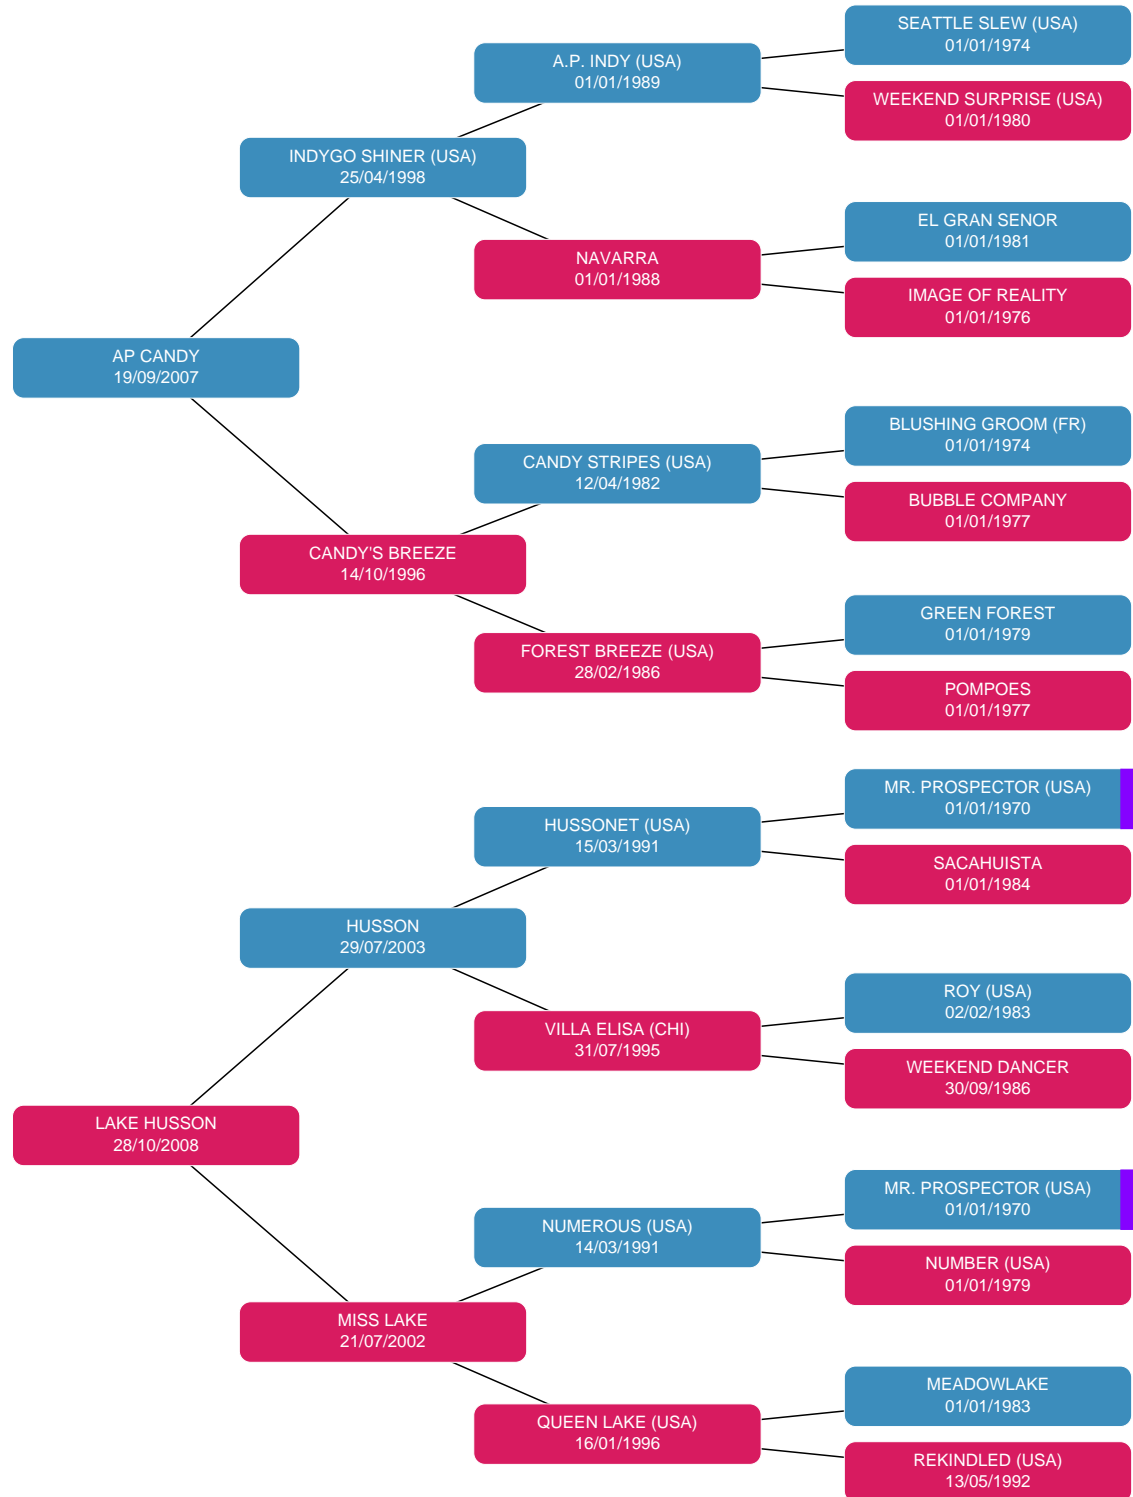 SEATTLE SLEW (USA)
01/01/1974
A.P. INDY (USA)
01/01/1989
WEEKEND SURPRISE (USA)
01/01/1980
INDYGO SHINER (USA)
25/04/1998
EL GRAN SENOR
01/01/1981
NAVARRA
01/01/1988
IMAGE OF REALITY
01/01/1976
AP CANDY
19/09/2007
BLUSHING GROOM (FR)
01/01/1974
CANDY STRIPES (USA)
12/04/1982
BUBBLE COMPANY
01/01/1977
CANDY'S BREEZE
14/10/1996
GREEN FOREST
01/01/1979
FOREST BREEZE (USA)
28/02/1986
POMPOES
01/01/1977
MR. PROSPECTOR (USA)
01/01/1970
HUSSONET (USA)
15/03/1991
SACAHUISTA
01/01/1984
HUSSON
29/07/2003
ROY (USA)
02/02/1983
VILLA ELISA (CHI)
31/07/1995
WEEKEND DANCER
30/09/1986
LAKE HUSSON
28/10/2008
MR. PROSPECTOR (USA)
01/01/1970
NUMEROUS (USA)
14/03/1991
NUMBER (USA)
01/01/1979
MISS LAKE
21/07/2002
MEADOWLAKE
01/01/1983
QUEEN LAKE (USA)
16/01/1996
REKINDLED (USA)
13/05/1992